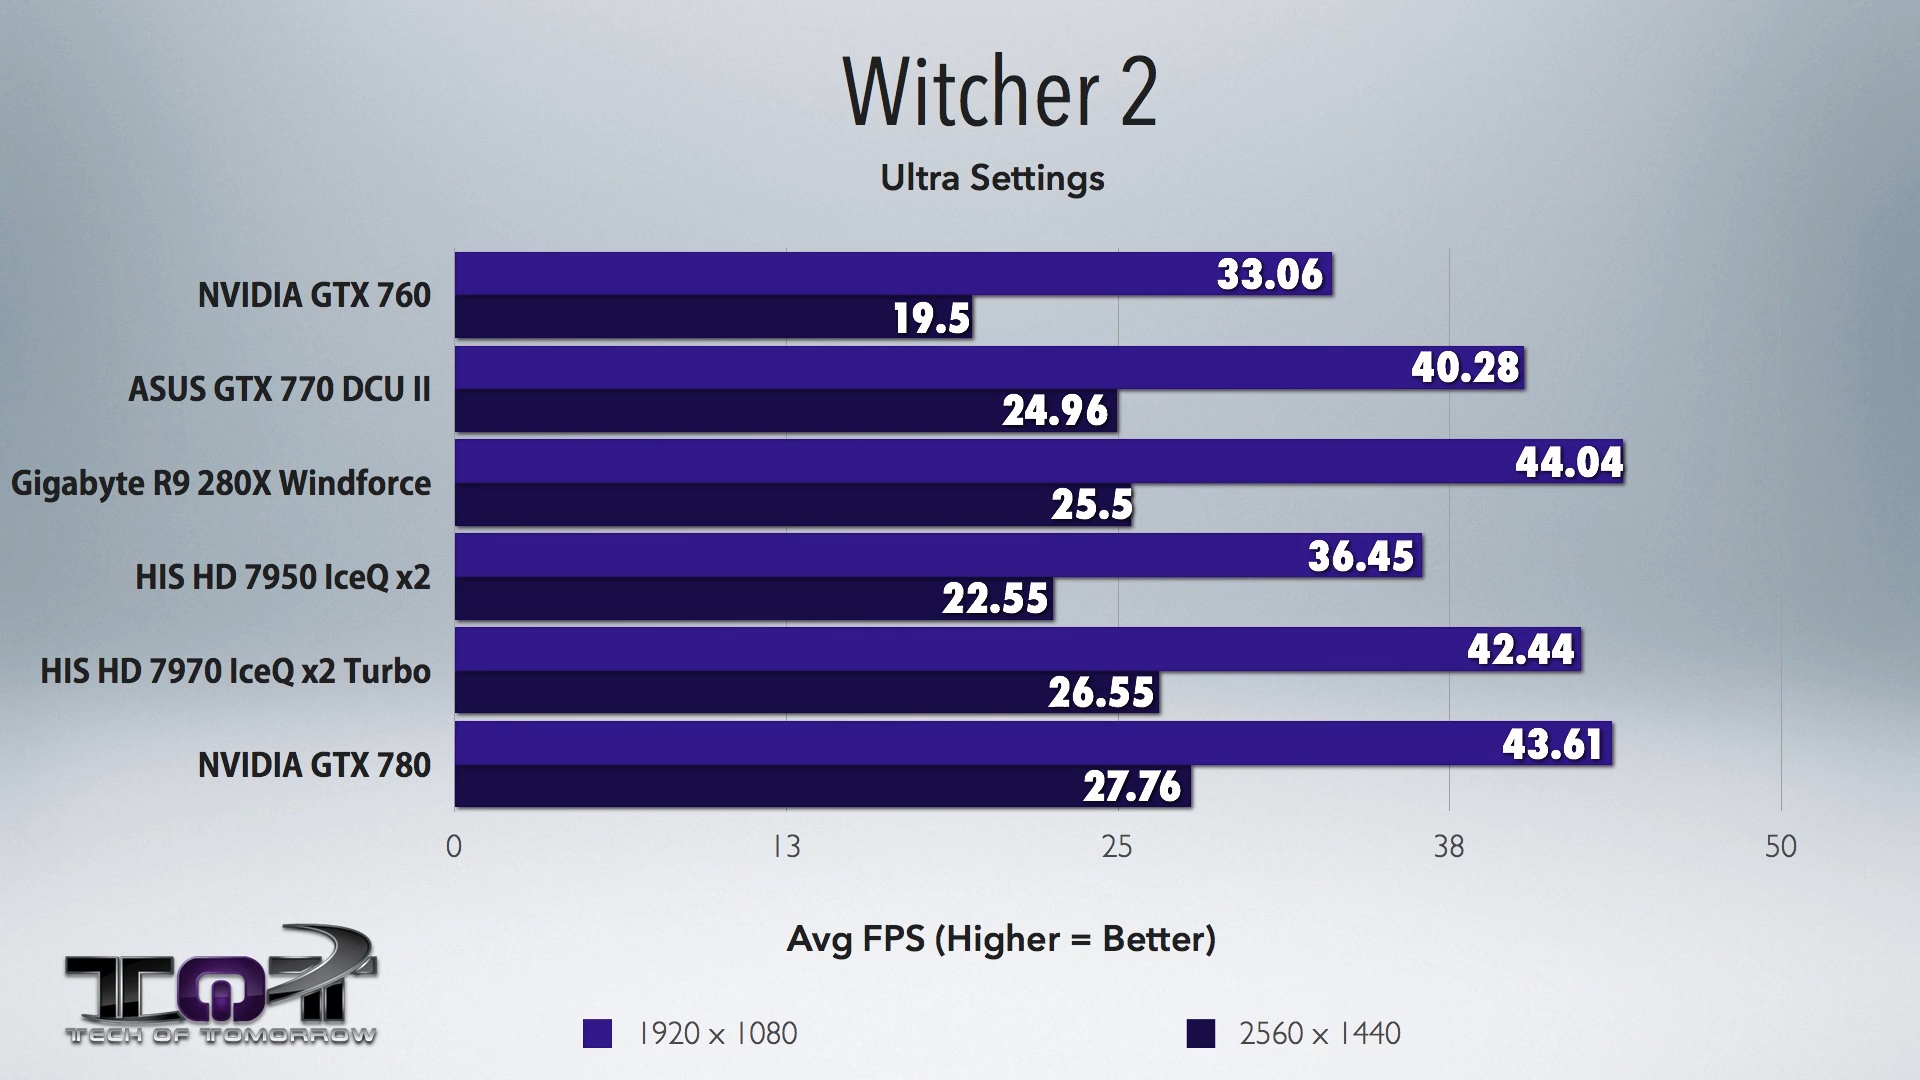 Witcher 2
Ultra Settings
NVIDIA GTX 760
33.06
19.5
ASUS GTX 770 DCU II
40.28
24.96
Gigabyte R9 280X Windforce
44.04
25.5
HIS HD 7950 IceQ x2
36.45
22.55
HIS HD 7970 IceQ x2 Turbo
42.44
26.55
NVIDIA GTX 780
43.61
27.76
0 13 25 38 50
Avg FPS (Higher = Better)
TOT
TECH OF TOMORROW
1920 x 1080 2560 x 1440